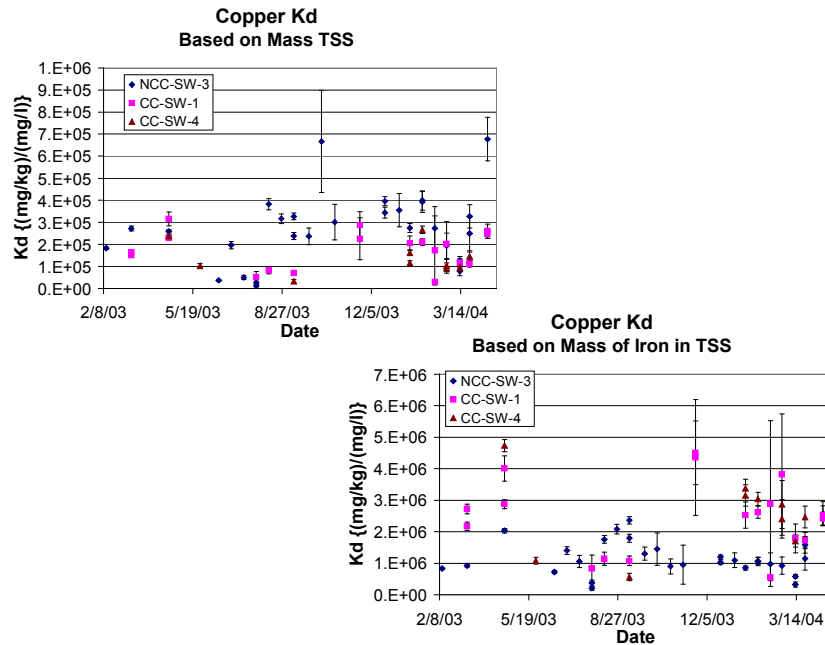 Copper Kd
Based on Mass TSS
1.E+06
9.E+05
8.E+05
7.E+05
6.E+05
5.E+05
4.E+05
3.E+05
2.E+05
1.E+05
0.E+00
Kd {(mg/kg)/(mg/l)}
NCC-SW-3
CC-SW-1
CC-SW-4
2/8/03 5/19/03 8/27/03 12/5/03 3/14/04
Date
Copper Kd
Based on Mass of Iron in TSS
7.E+06
6.E+06
5.E+06
4.E+06
3.E+06
2.E+06
1.E+06
0.E+00
Kd {(mg/kg)/(mg/l)}
NCC-SW-3
CC-SW-1
CC-SW-4
2/8/03 5/19/03 8/27/03 12/5/03 3/14/04
Date